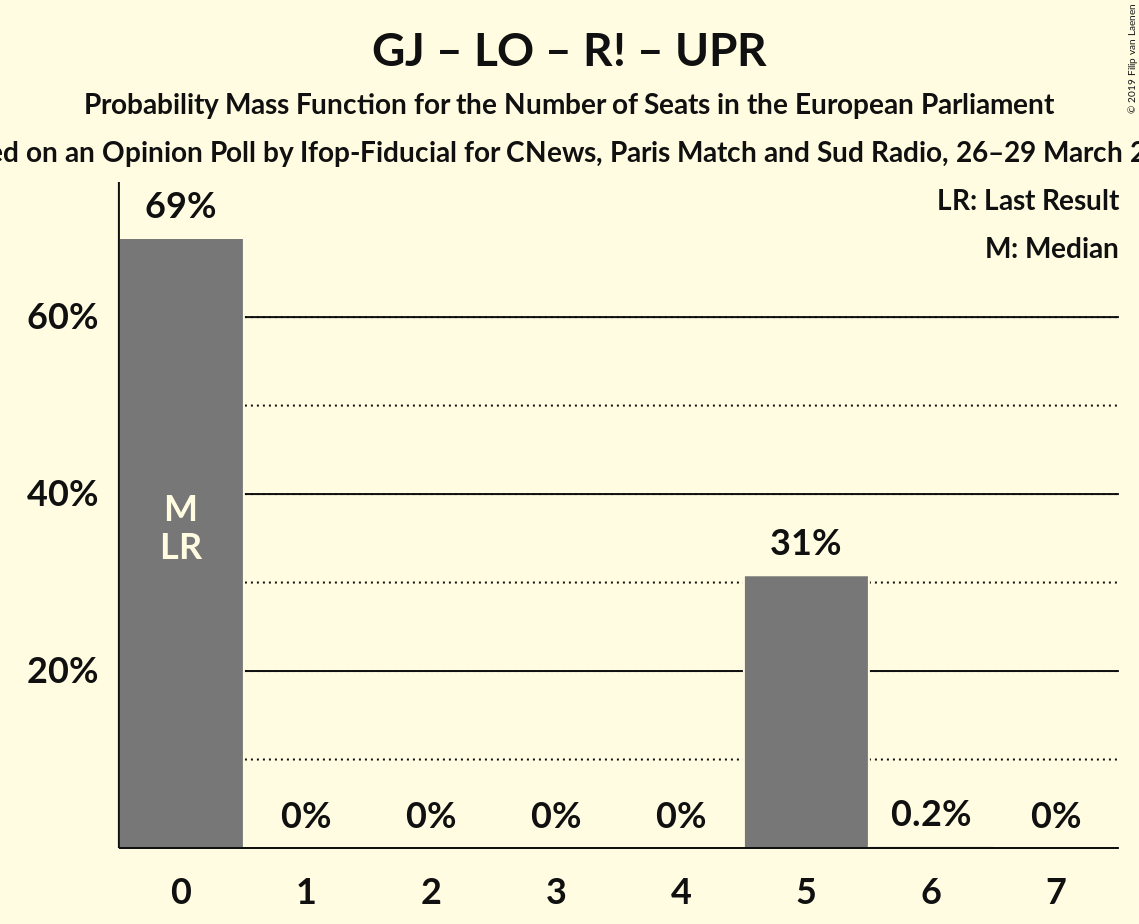 GJ – LO – R! – UPR
Probability Mass Function for the Number of Seats in the European Parliament
on an Opinion Poll by Ifop-Fiducial for CNews, Paris Match and Sud Radio, 26–29 March
© 2019 Filip van Laenen
LR: Last Result
M: Median
69%
60%
40%
20%
M
LR
31%
0%
0%
0%
0%
0.2%
0%
0 1 2 3 4 5 6 7